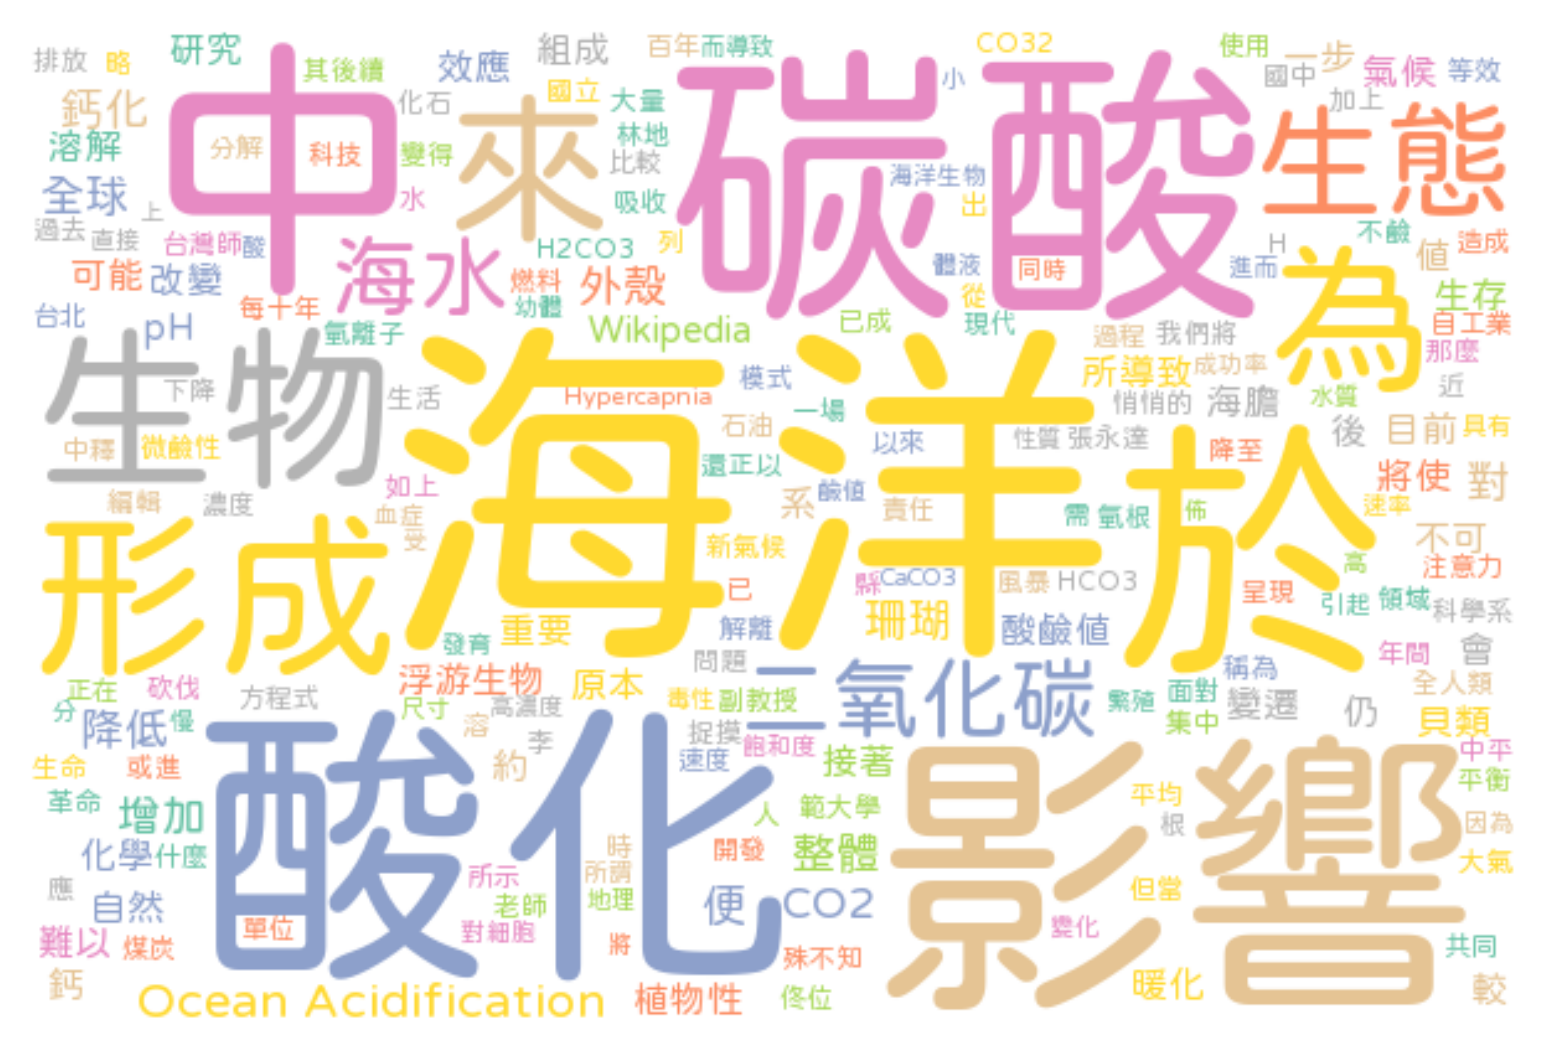 排放 略 研究 其後續 效應 組成 百年 而導致 CO32 使用 一步 國中 氣候 等效
鈣化 中 化石 國立 大量 碳酸 小 加上 生態
溶解 分解 科技 變得 來 林地 比較 海洋生物
全球 上 水 吸收 出
過去 直接 台灣師 酸 海水 H2CO3 列 體液 同時 H 不鹼 值 造成
可能 改變 每十年 燃料 幼體 外殼 從 進而 為 生存
台北 pH 氫離子 Wikipedia 已成 現代 過程 我們將 自工業
生物 下降 生活 Hypercapnia 模式 所導致 成功率 那麼 近
中釋 微鹼性 海洋 石油 一場 悄悄的 海膽 水質
編輯 濃度 如上 血症 受 還正以 以來 性質 張永達 降至 後 目前 具有
形成 系 鹼值 責任 需 氫根 佈 於 將使 對 速率
新氣候 不可
已 縣 CaCO3 風暴 HCO3 呈現 高 注意力
發育 重要 解離 珊瑚 酸鹼值 引起 領域 科學系
正在 砍伐 方程式 浮游生物 原本 問題 二氧化碳 稱為 年間 會
分 降低 慢 尺寸 高濃度 毒性 副教授 繁殖 面對 變遷 全人類
酸化 溶 李 捉摸 飽和度 集中 仍 貝類
生命 或進 約 速度 接著 影響 中平
革命 增加 人 範大學 平均 根 平衡 因為
化學 什麼 時 開發 整體 大氣
應 自然 所示 所謂 但當
單位 老師 地理 便 CO2 變化
難以 煤炭 對細胞 將 殊不知 共同
鈣 Ocean Acidification 植物性 佟位 暖化 較